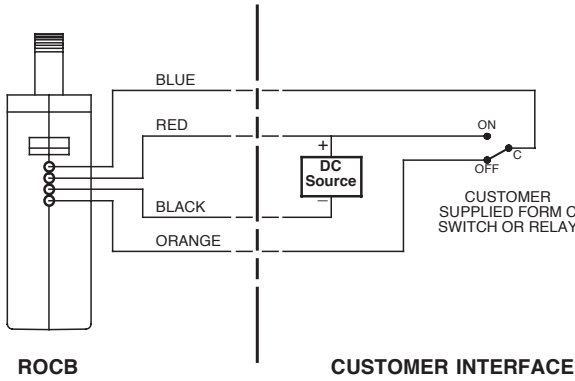 BLUE
RED
ON
+
DC
Source
C
OFF
–
BLACK
CUSTOMER
SUPPLIED FORM C
SWITCH OR RELAY
ORANGE
ROCB
CUSTOMER INTERFACE